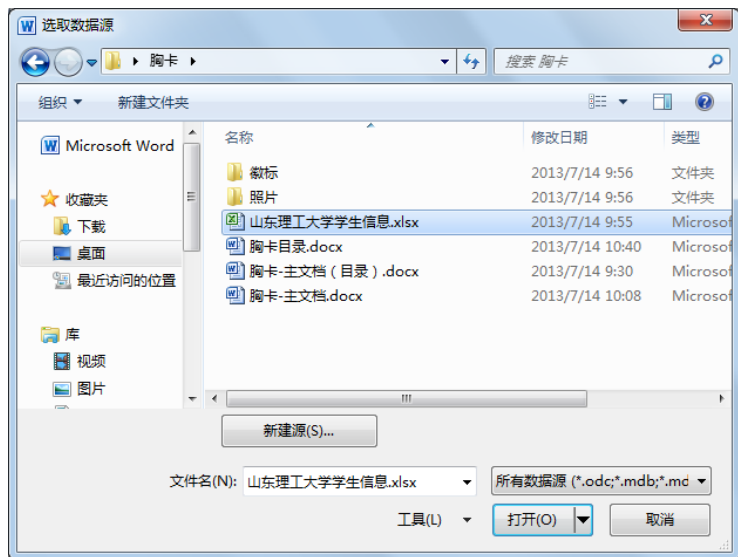 选取数据源
胸卡
搜索 胸卡
组织
新建文件夹
Microsoft Word
收藏夹
下载
桌面
最近访问的位置
库
视频
图片
名称 修改日期 类型
徽标 2013/7/14 9:56 文件夹
照片 2013/7/14 9:56 文件夹
山东理工大学学生信息.xlsx 2013/7/14 9:55 Microsof
胸卡目录.docx 2013/7/14 10:40 Microsof
胸卡-主文档（目录）.docx 2013/7/14 9:30 Microsof
胸卡-主文档.docx 2013/7/14 10:08 Microsof
新建源(S)...
文件名(N): 山东理工大学学生信息.xlsx 所有数据源 (*.odc;*.mdb;*.md
工具(L) 打开(O) 取消